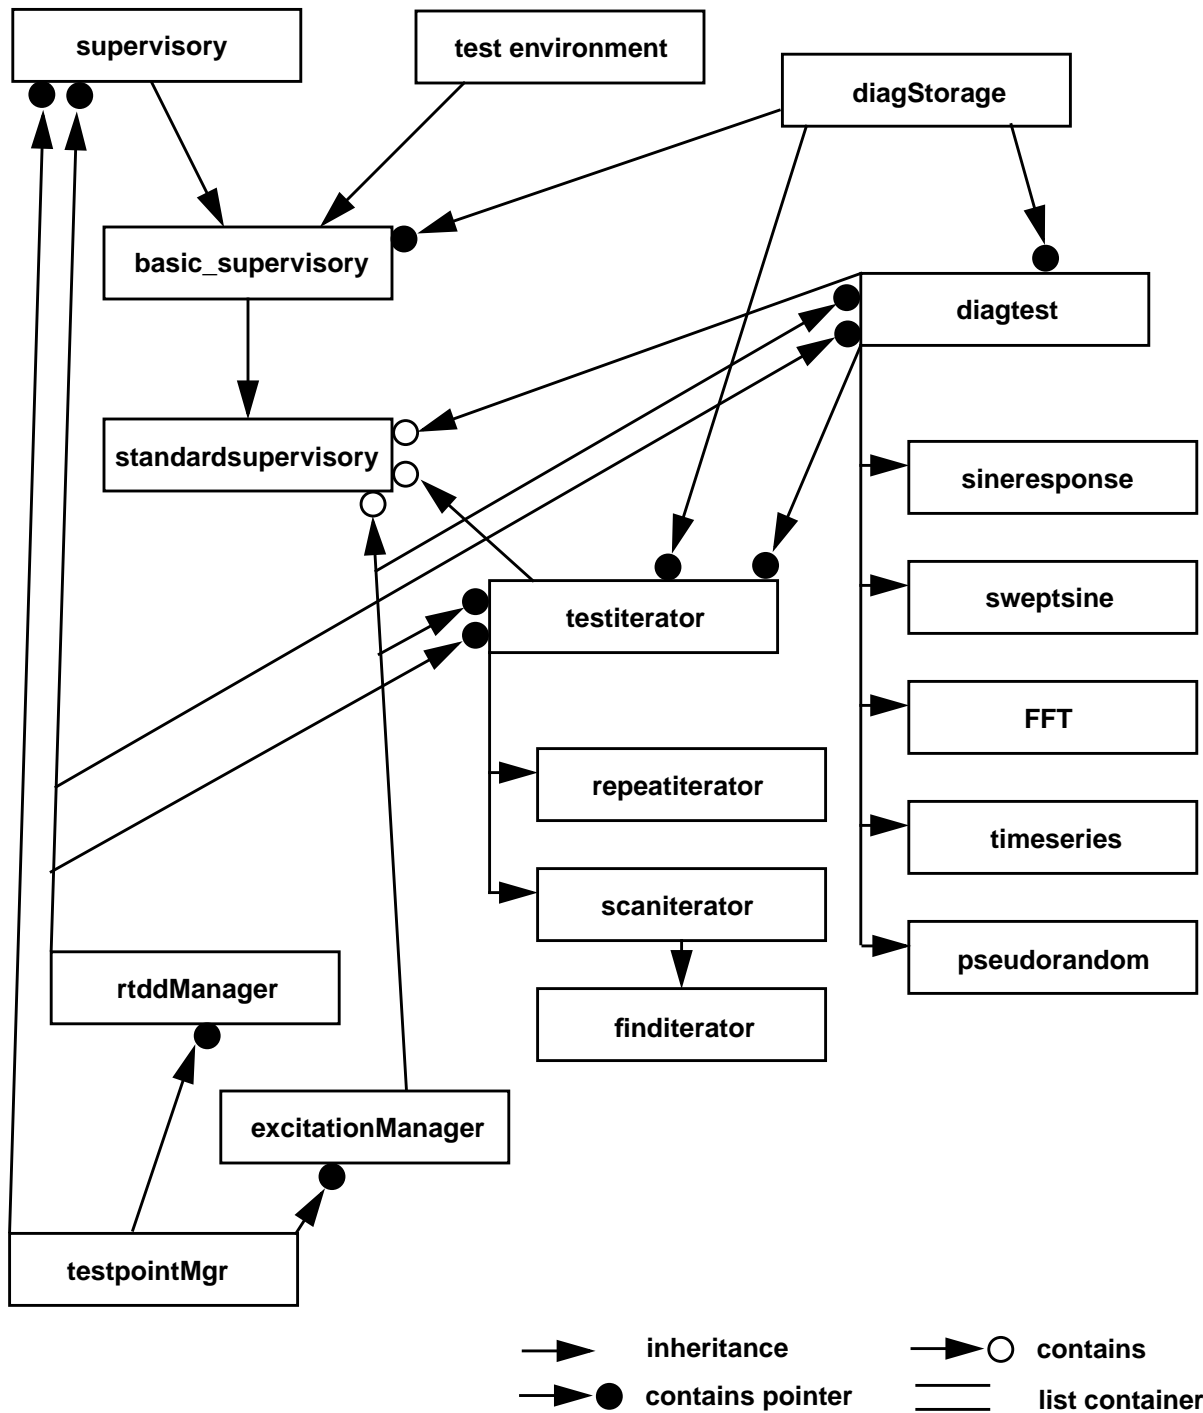 supervisory
test environment
diagStorage
basic_supervisory
diagtest
standardsupervisory
sineresponse
sweptsine
testiterator
FFT
repeatiterator
timeseries
scaniterator
pseudorandom
rtddManager
finditerator
excitationManager
testpointMgr
inheritance
contains
contains pointer
list container